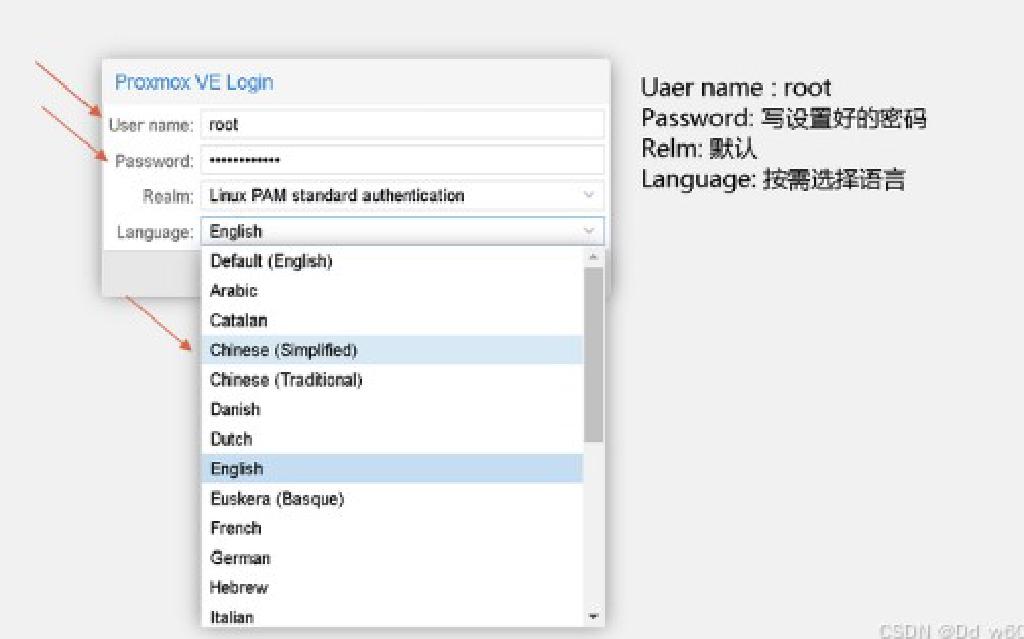 Proxmox VE Login
User name: root
Password: ••••••••••••
Realm: Linux PAM standard authentication
Language: English
Default (English)
Arabic
Catalan
Chinese (Simplified)
Chinese (Traditional)
Danish
Dutch
English
Euskera (Basque)
French
German
Hebrew
Italian
Uaer name : root
Password: 写设置好的密码
Relm: 默认
Language: 按需选择语言
CSDN @Dd_w6